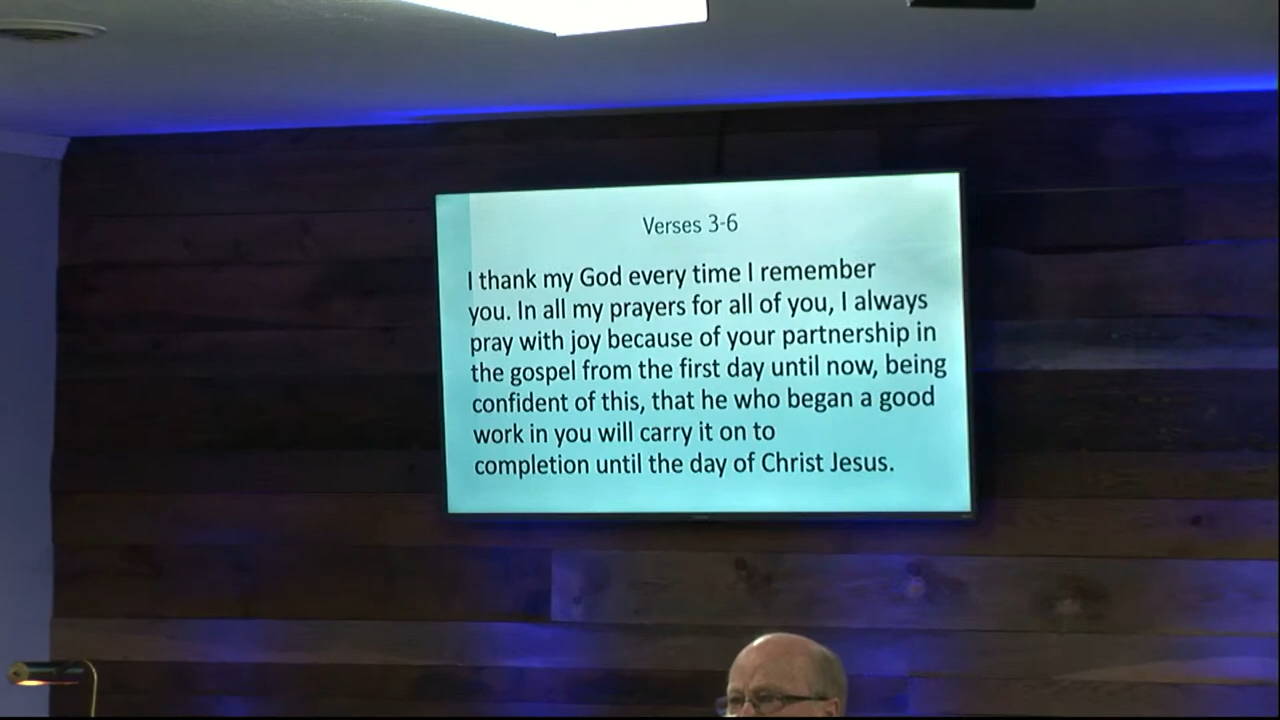 Verses 3-6
I thank my God every time I remember
you. In all my prayers for all of you, I always
pray with joy because of your partnership in
the gospel from the first day until now, being
confident of this, that he who began a good
work in you will carry it on to
completion until the day of Christ Jesus.